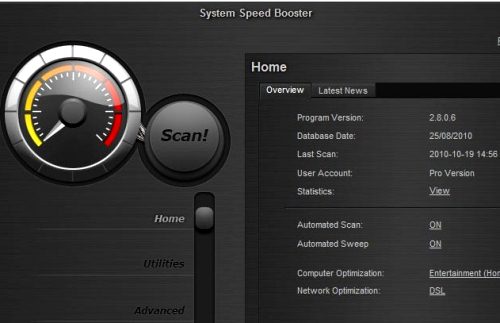 System Speed Booster
Home
Overview Latest News
Program Version: 2.8.0.6
Database Date: 25/08/2010
Last Scan: 2010-10-19 14:56
User Account: Pro Version
Statistics: View
Automated Scan: ON
Automated Sweep ON
Computer Optimization: Entertainment (Hor
Network Optimization: DSL
Scan!
Home
Utilities
Advanced